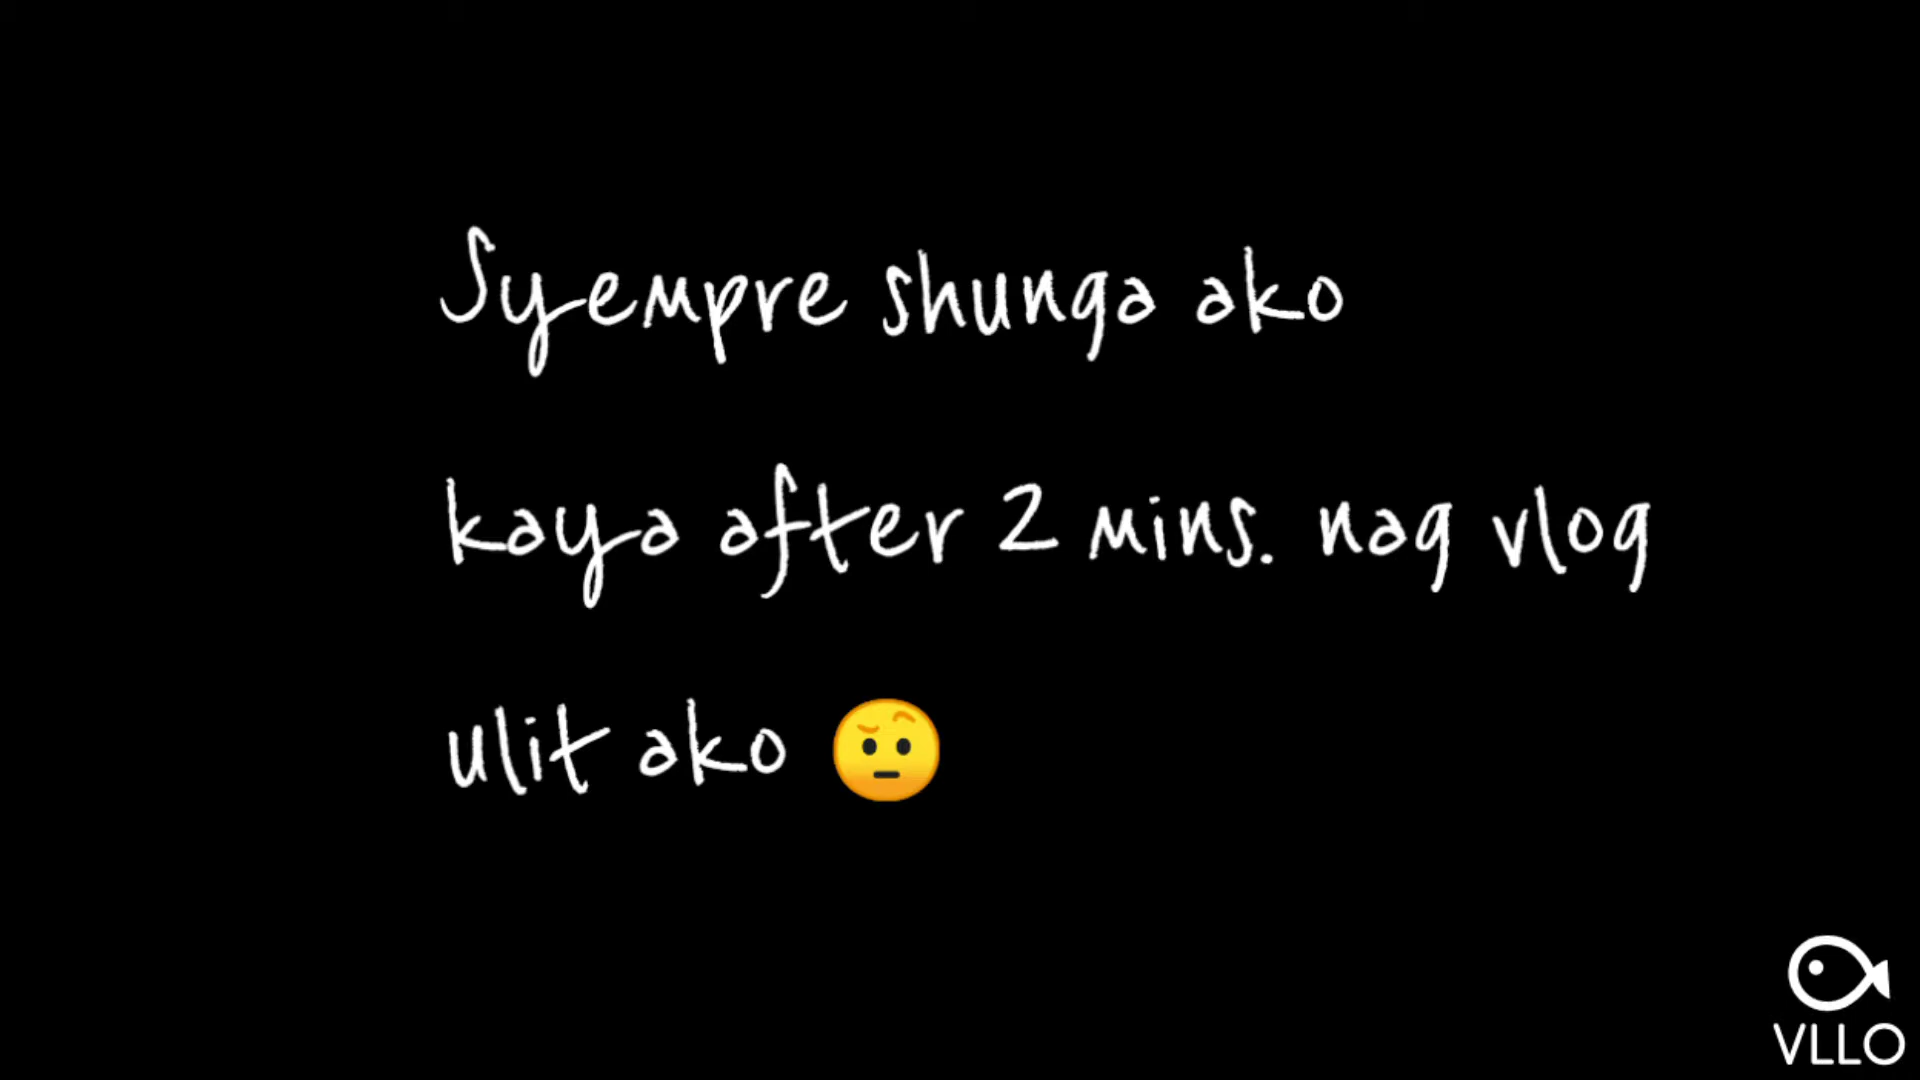 Syempre shunga ako
kaya after 2 mins. nag vlog
ulit ako 🤨
VLLO